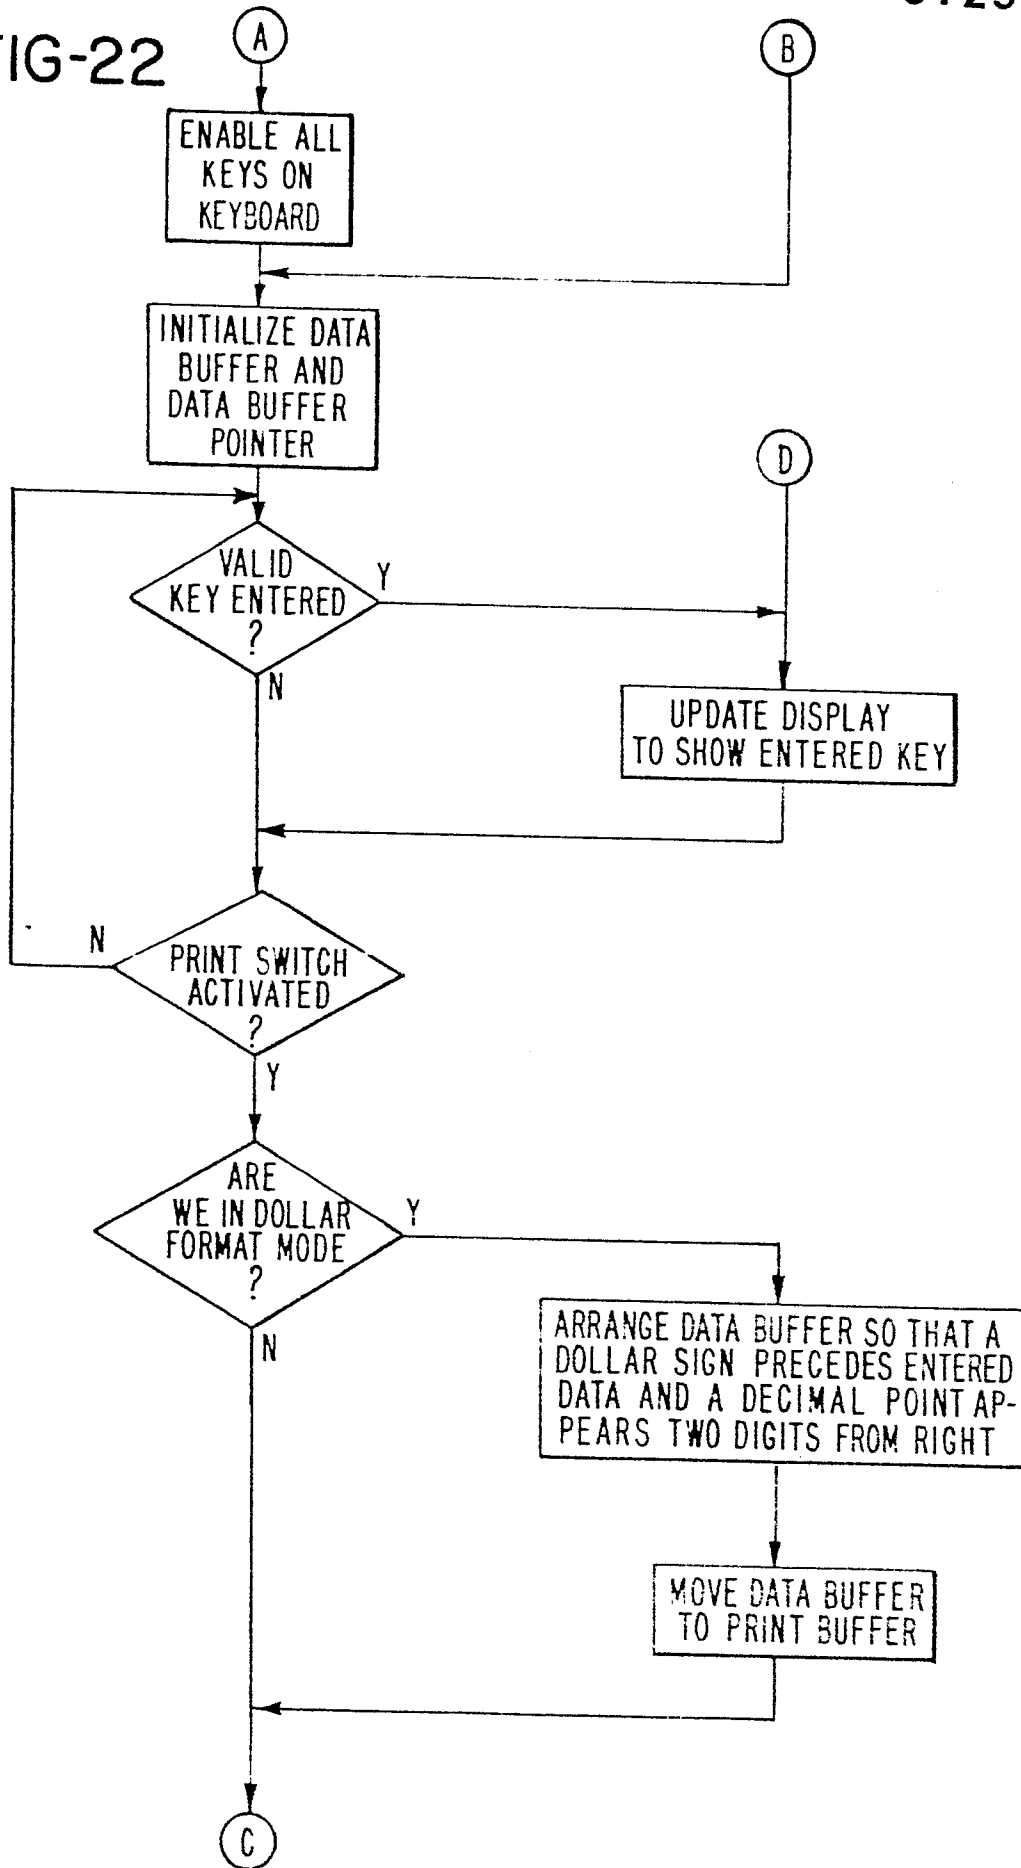 FIG-22
A
B
ENABLE ALL
KEYS ON
KEYBOARD
INITIALIZE DATA
BUFFER AND
DATA BUFFER
POINTER
D
VALID
KEY ENTERED
?
Y
N
UPDATE DISPLAY
TO SHOW ENTERED KEY
N
PRINT SWITCH
ACTIVATED
?
Y
ARE
WE IN DOLLAR
FORMAT MODE
?
Y
N
ARRANGE DATA BUFFER SO THAT A
DOLLAR SIGN PRECEDES ENTERED
DATA AND A DECIMAL POINT AP-
PEARS TWO DIGITS FROM RIGHT
MOVE DATA BUFFER
TO PRINT BUFFER
C